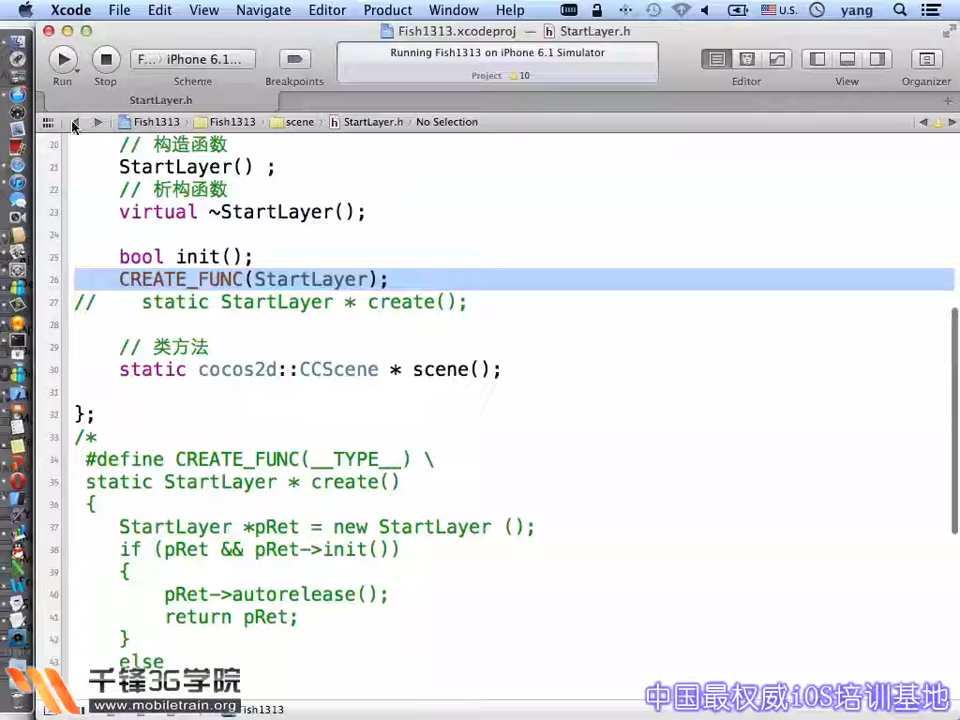 Xcode File Edit View Navigate Editor Product Window Help U.S. yang
Fish1313.xcodeproj — StartLayer.h
Running Fish1313 on iPhone 6.1 Simulator
Project 10
F... iPhone 6.1...
Run Stop Scheme Breakpoints Editor View Organizer
StartLayer.h
Fish1313 Fish1313 scene StartLayer.h No Selection
20 // 构造函数
21 StartLayer() ;
22 // 析构函数
23 virtual ~StartLayer();
24
25 bool init();
26 CREATE_FUNC(StartLayer);
27 // static StartLayer * create();
28
29 // 类方法
30 static cocos2d::CCScene * scene();
31
32 };
33 /*
34 #define CREATE_FUNC(__TYPE__) \
35 static StartLayer * create()
36 {
37 StartLayer *pRet = new StartLayer ();
38 if (pRet && pRet->init())
39 {
40 pRet->autorelease();
41 return pRet;
42 }
43 else
千锋3G学院
www.mobiletrain.org
Fish1313
中国最权威iOS培训基地